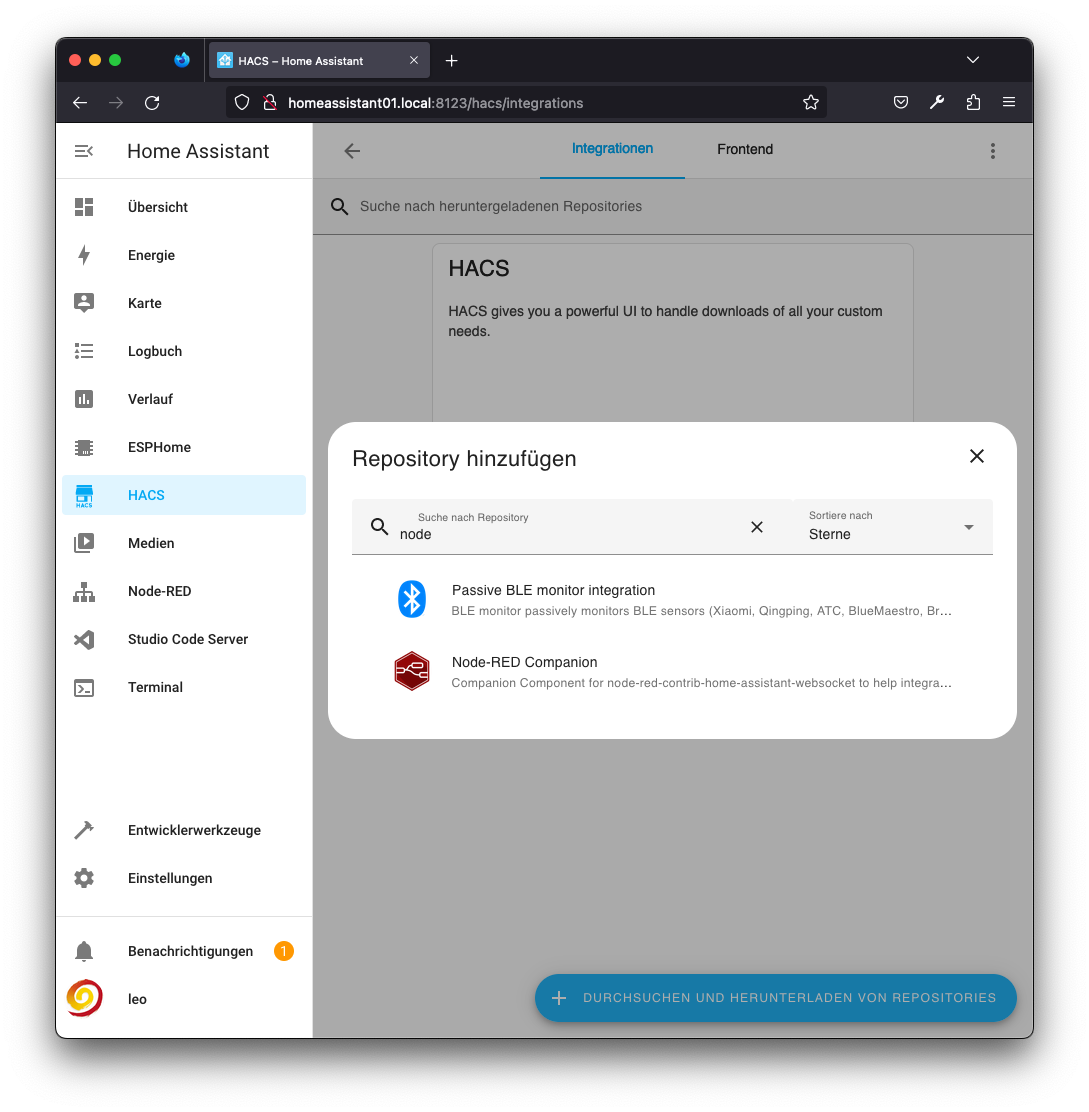 HACS – Home Assistant
homeassistant01.local:8123/hacs/integrations
Home Assistant
Integrationen
Frontend
Übersicht
Suche nach heruntergeladenen Repositories
Energie
Karte
Logbuch
Verlauf
ESPHome
HACS
HACS
Medien
Node-RED
Studio Code Server
Terminal
Entwicklerwerkzeuge
Einstellungen
Benachrichtigungen 1
leo
HACS
HACS gives you a powerful UI to handle downloads of all your custom
needs.
Repository hinzufügen
Suche nach Repository
node
Sortiere nach
Sterne
Passive BLE monitor integration
BLE monitor passively monitors BLE sensors (Xiaomi, Qingping, ATC, BlueMaestro, Br...
Node-RED Companion
Companion Component for node-red-contrib-home-assistant-websocket to help integra...
DURCHSUCHEN UND HERUNTERLADEN VON REPOSITORIES